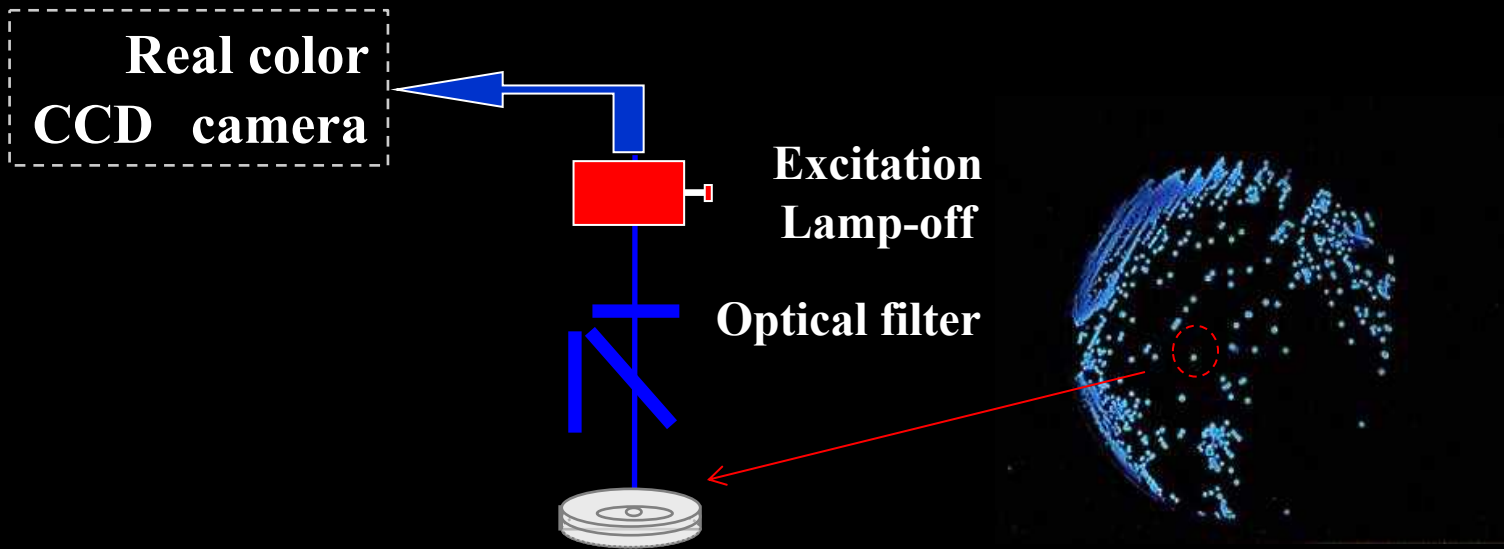 Real color
CCD camera
Excitation
Lamp-off
Optical filter